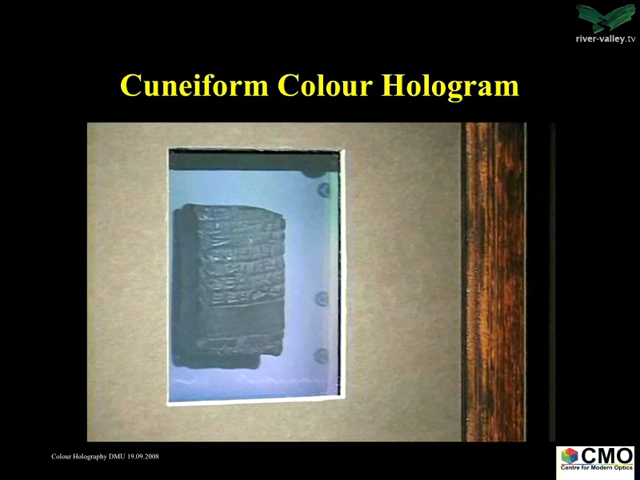 river-valley.tv
Cuneiform Colour Hologram
Colour Holography DMU 19.09.2008
CMO
Centre for Modern Optics